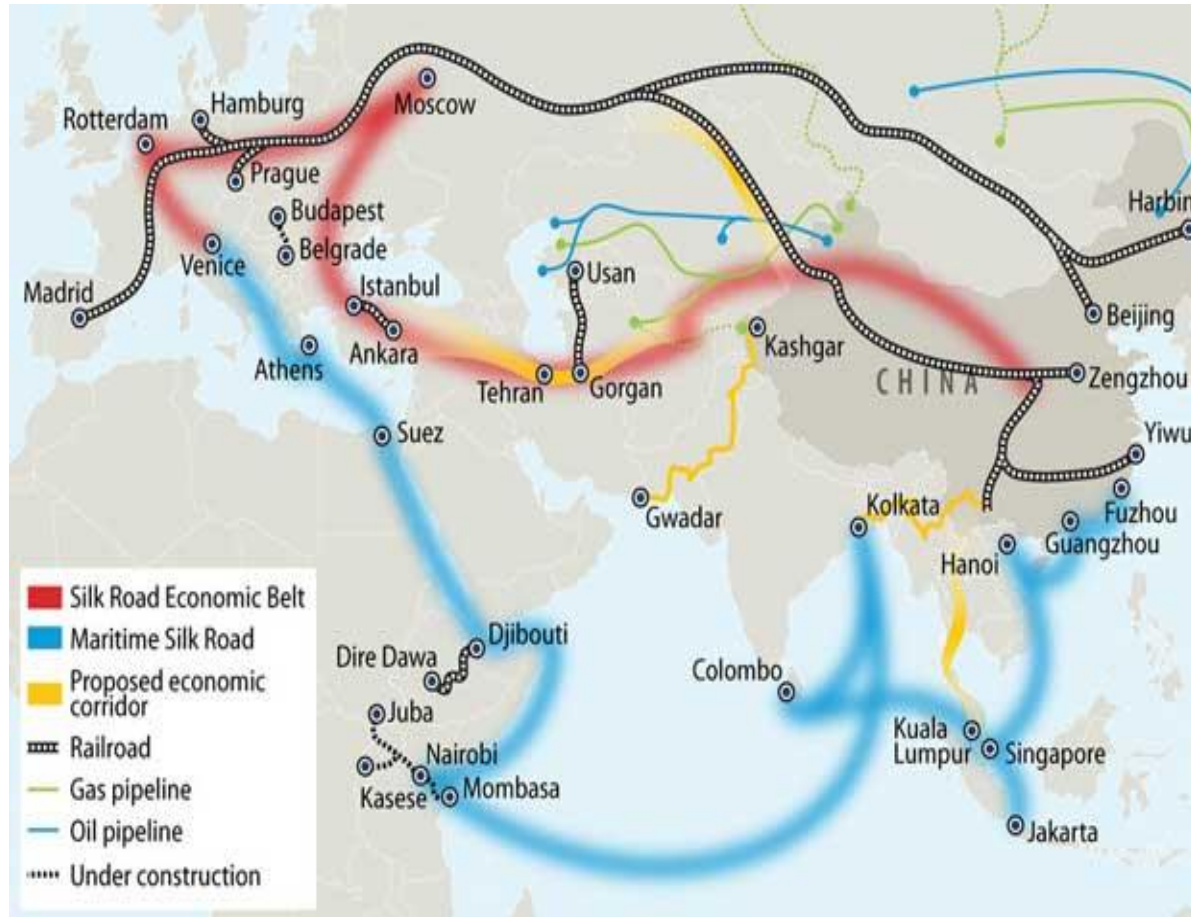 Hamburg
Moscow
Rotterdam
Prague
Budapest
Harbin
Belgrade
Venice
Usan
Madrid
Istanbul
Beijing
Ankara
Kashgar
Athens
Tehran
Gorgan
CHINA
Zengzhou
Suez
Yiwu
Gwadar
Kolkata
Fuzhou
Guangzhou
Hanoi
Silk Road Economic Belt
Maritime Silk Road
Proposed economic
corridor
Railroad
Gas pipeline
Oil pipeline
Under construction
Djibouti
Dire Dawa
Colombo
Juba
Kuala
Lumpur
Singapore
Nairobi
Kasese
Mombasa
Jakarta